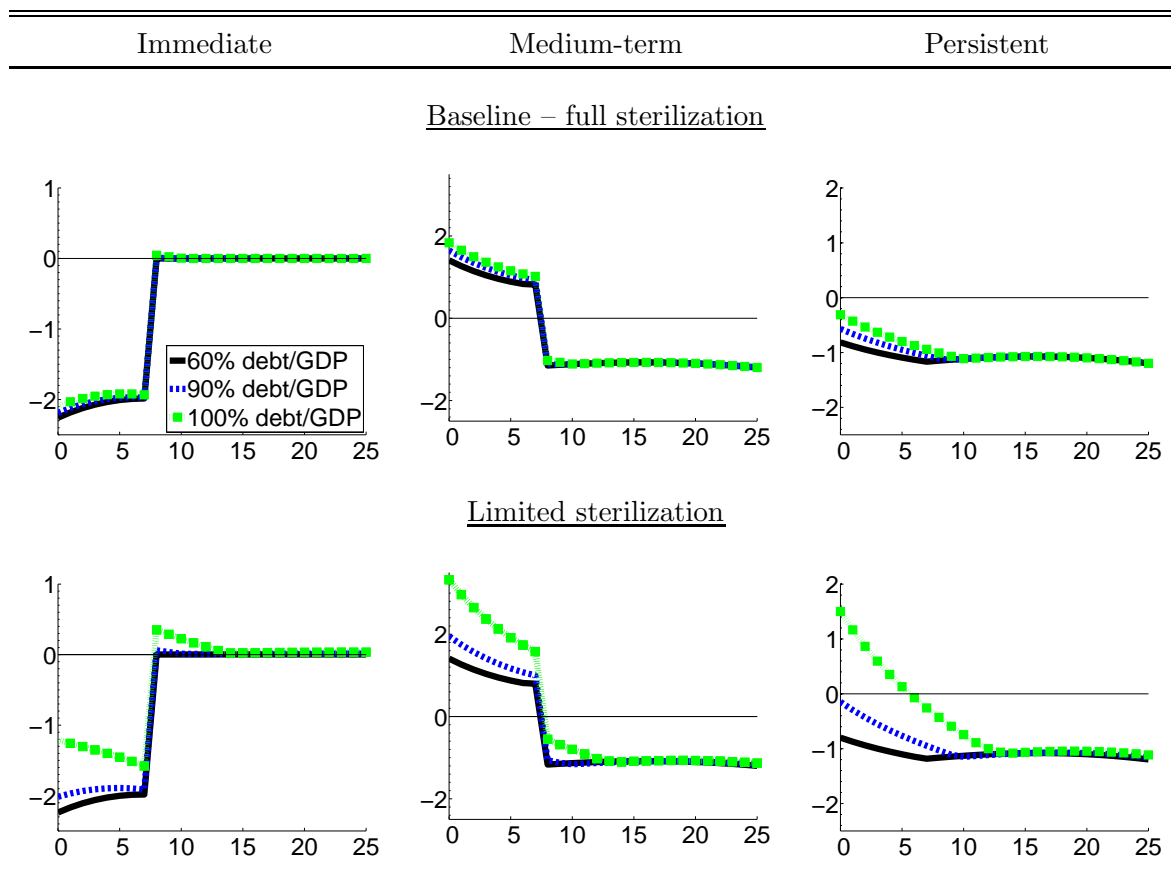 Immediate Medium-term Persistent
Baseline – full sterilization
1
0
−1
−2
0 5 10 15 20 25
60% debt/GDP
90% debt/GDP
100% debt/GDP
2
0
−2
0 5 10 15 20 25
2
1
0
−1
−2
0 5 10 15 20 25
Limited sterilization
1
0
−1
−2
0 5 10 15 20 25
2
0
−2
0 5 10 15 20 25
2
1
0
−1
−2
0 5 10 15 20 25